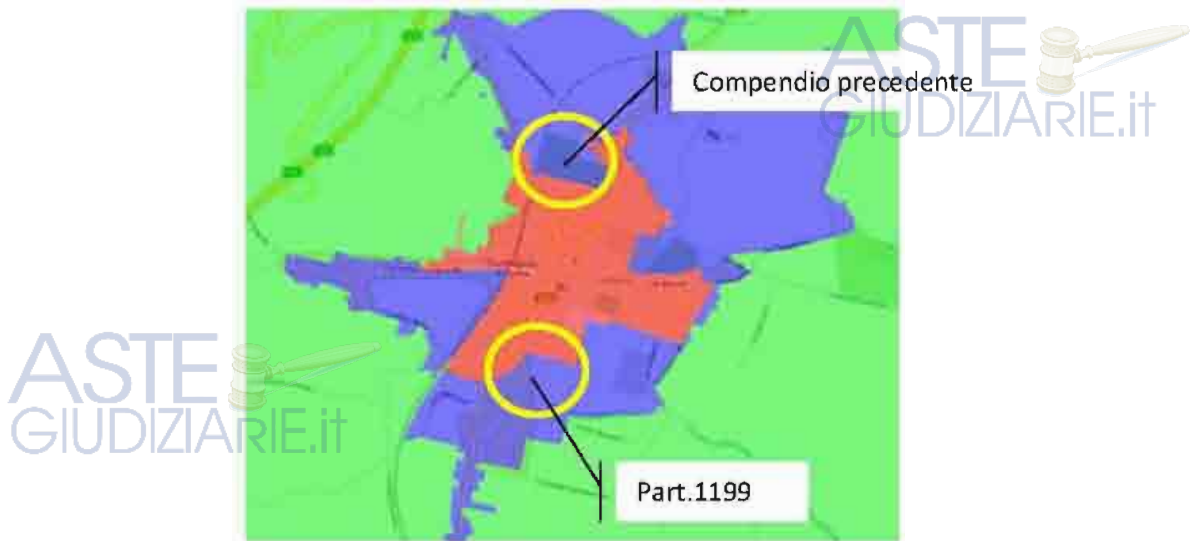 ASTE
GIUDIZIARIE.it
Compendio precedente
ASTE
GIUDIZIARIE.it
Part.1199